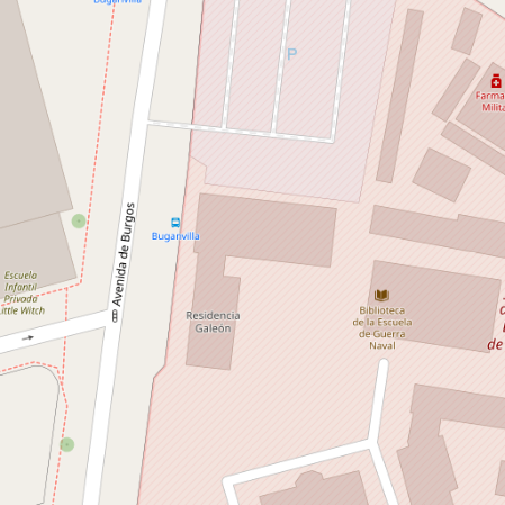 Buganvilla
P
Farma
Milita
Avenida de Burgos
Buganvilla
Escuela
Infantil
Privada
ittle Witch
Residencia
Galeón
Biblioteca
de la Escuela
de Guerra
Naval
de